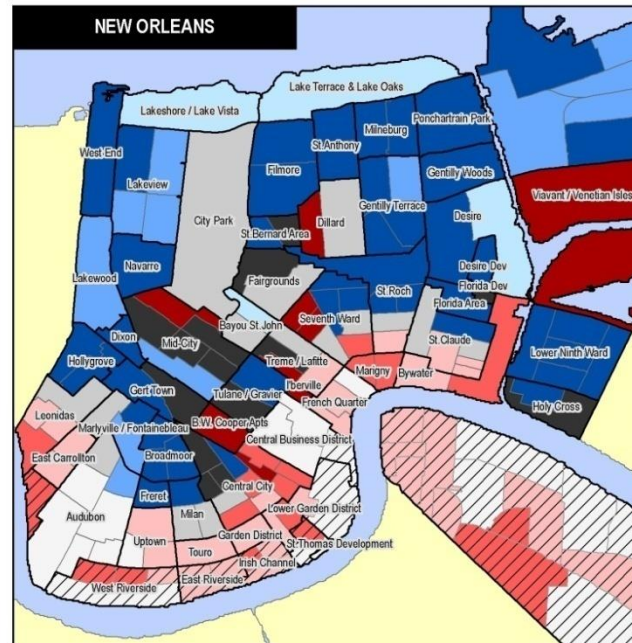 NEW ORLEANS
Lake Terrace & Lake Oaks
Lakeshore / Lake Vista
Ponchartrain Park
Milneburg
St. Anthony
West End
Filmore
Lakeview
Gentilly Woods
Viavant / Venetian Isles
Gentilly Terrace
City Park
Dillard
Desire
St. Bernard Area
Navarre
Desire Dev
Fairgrounds
Lakewood
Florida Dev
St. Roch
Florida Area
Bayou St. John
Seventh Ward
Dixon
Mid-City
St. Claude
Lower Ninth Ward
Hollygrove
Treme / Lafitte
Marigny
Bywater
Iberville
Gert Town
Tulane / Gravier
French Quarter
Holy Cross
Leonidas
B.W. Cooper Apts
Marlyville / Fontainebleau
Central Business District
Broadmoor
East Carrollton
Central City
Freret
Lower Garden District
Audubon
Milan
Garden District
Uptown
Touro
St. Thomas Development
Irish Channel
East Riverside
West Riverside